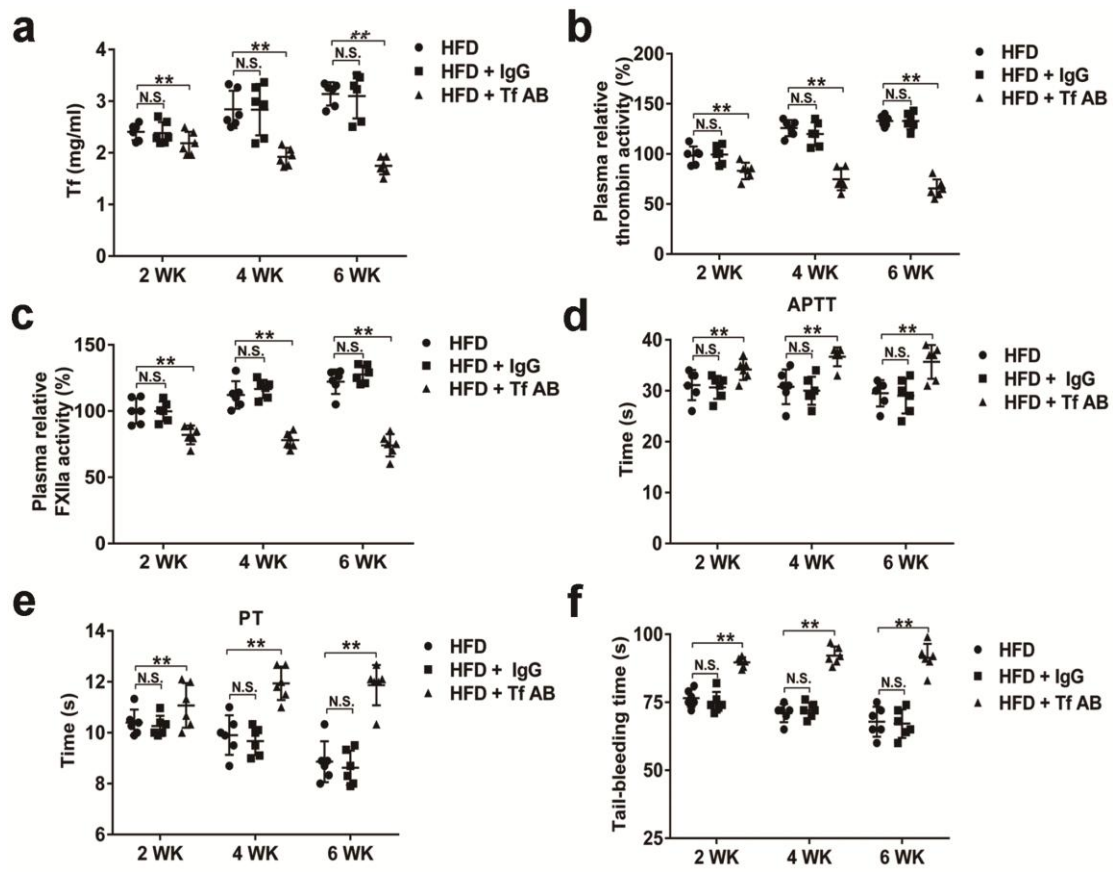 a
Tf (mg/ml)
4
3
2
1
0
**
N.S.
**
N.S.
**
N.S.
2 WK 4 WK 6 WK
HFD
HFD + IgG
HFD + Tf AB
b
Plasma relative
thrombin activity (%)
200
150
100
50
0
**
N.S.
**
N.S.
**
N.S.
2 WK 4 WK 6 WK
HFD
HFD + IgG
HFD + Tf AB
c
Plasma relative
FXIIa activity (%)
150
100
50
0
**
N.S.
**
N.S.
**
N.S.
2 WK 4 WK 6 WK
HFD
HFD + IgG
HFD + Tf AB
d
APTT
Time (s)
40
30
20
10
0
**
N.S.
**
N.S.
**
N.S.
2 WK 4 WK 6 WK
HFD
HFD + IgG
HFD + Tf AB
e
PT
Time (s)
14
12
10
8
6
**
N.S.
**
N.S.
**
N.S.
2 WK 4 WK 6 WK
HFD
HFD + IgG
HFD + Tf AB
f
Tail-bleeding time (s)
100
75
50
25
**
N.S.
**
N.S.
**
N.S.
2 WK 4 WK 6 WK
HFD
HFD + IgG
HFD + Tf AB